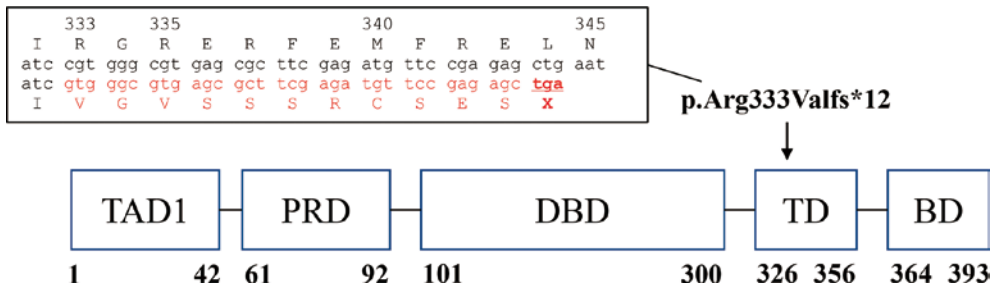 333 335 340 345
I R G R E R F E M F R E L N
atc cgt ggg cgt gag cgc ttc gag atg ttc cga gag ctg aat
atc gtg ggc gtg agc gct tcg aga tgt tcc gag agc tga
I V G V S S S R C S E S X
p.Arg333Valfs*12
TAD1 PRD DBD TD BD
1 42 61 92 101 300 326 356 364 393